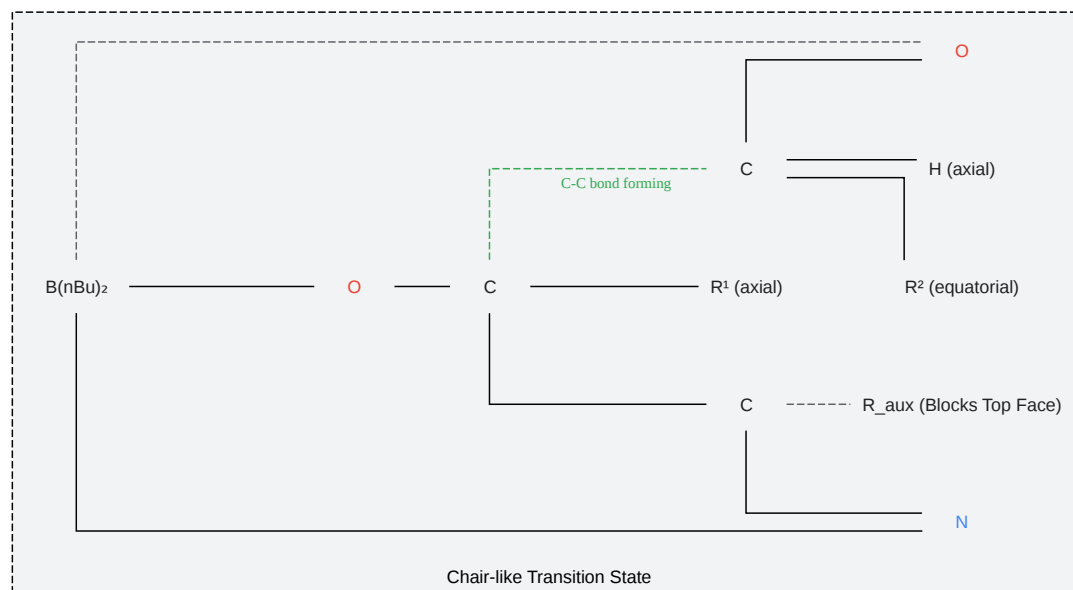 O
C
H (axial)
C-C bond forming
B(nBu)₂
O
C
R¹ (axial)
R² (equatorial)
C
R_aux (Blocks Top Face)
N
Chair-like Transition State